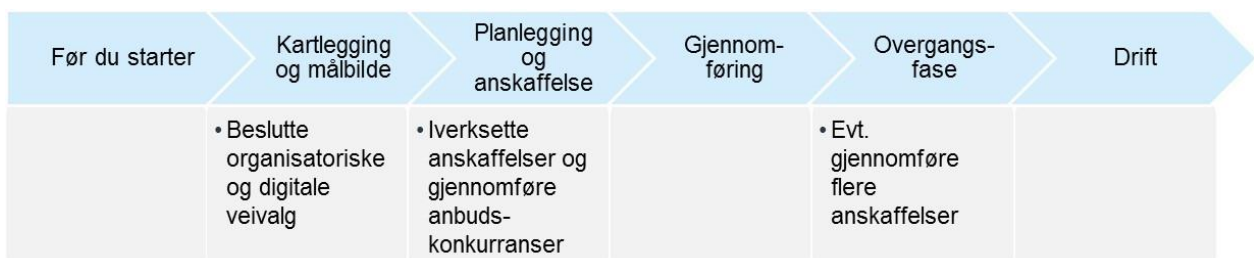 Før du starter
Kartlegging
og målbilde
Planlegging
og
anskaffelse
Gjennom-
føring
Overgangs-
fase
Drift
• Beslutte
organisatoriske
og digitale
veivalg
• Iverksette
anskaffelser og
gjennomføre
anbuds-
konkurranser
• Evt.
gjennomføre
flere
anskaffelser